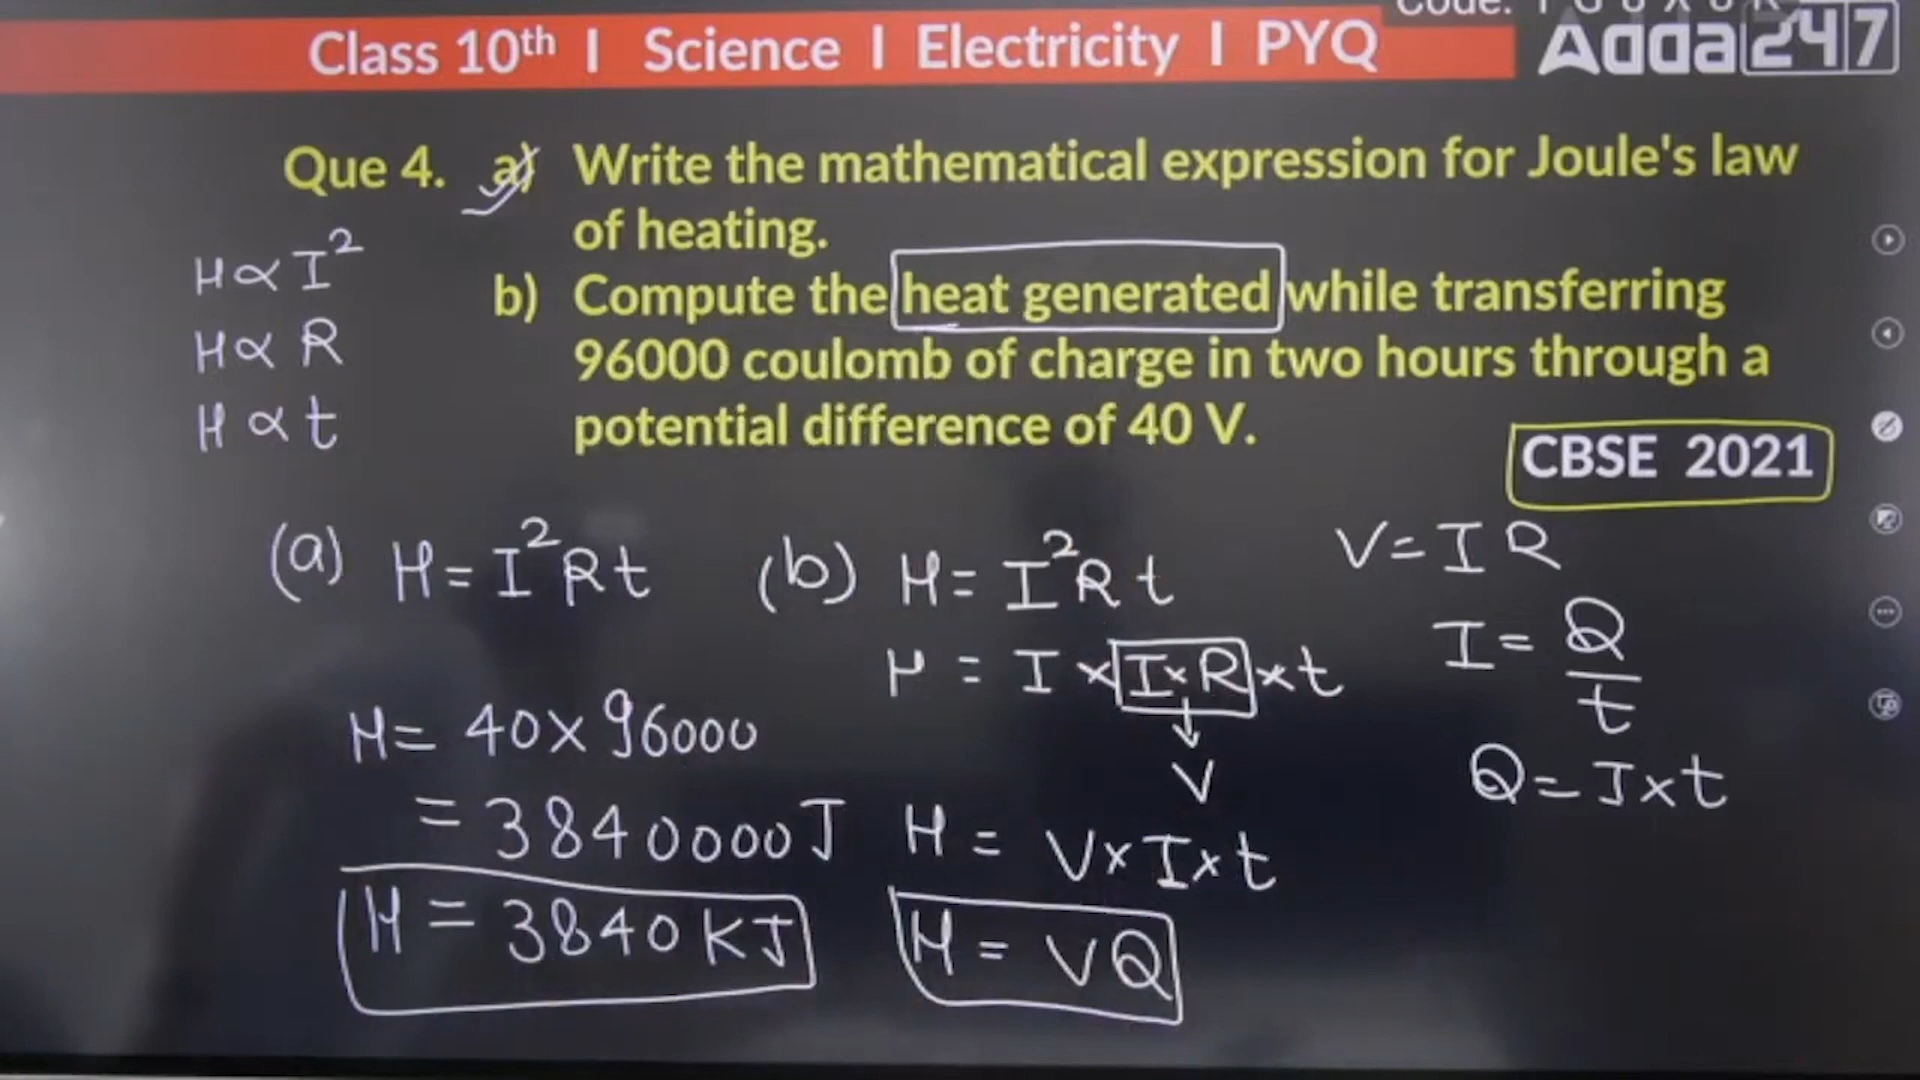 Class 10th | Science | Electricity | PYQ
Adda247
Que 4. a) Write the mathematical expression for Joule's law
of heating.
b) Compute the heat generated while transferring
96000 coulomb of charge in two hours through a
potential difference of 40 V.
CBSE 2021
H ∝ I²
H ∝ R
H ∝ t
(a) H = I²Rt
(b) H = I²Rt
H = I × I×R × t
V
H = V×I×t
H = VQ
V = IR
I = Q/t
Q = I×t
H = 40×96000
= 3840000J
H = 3840 KJ